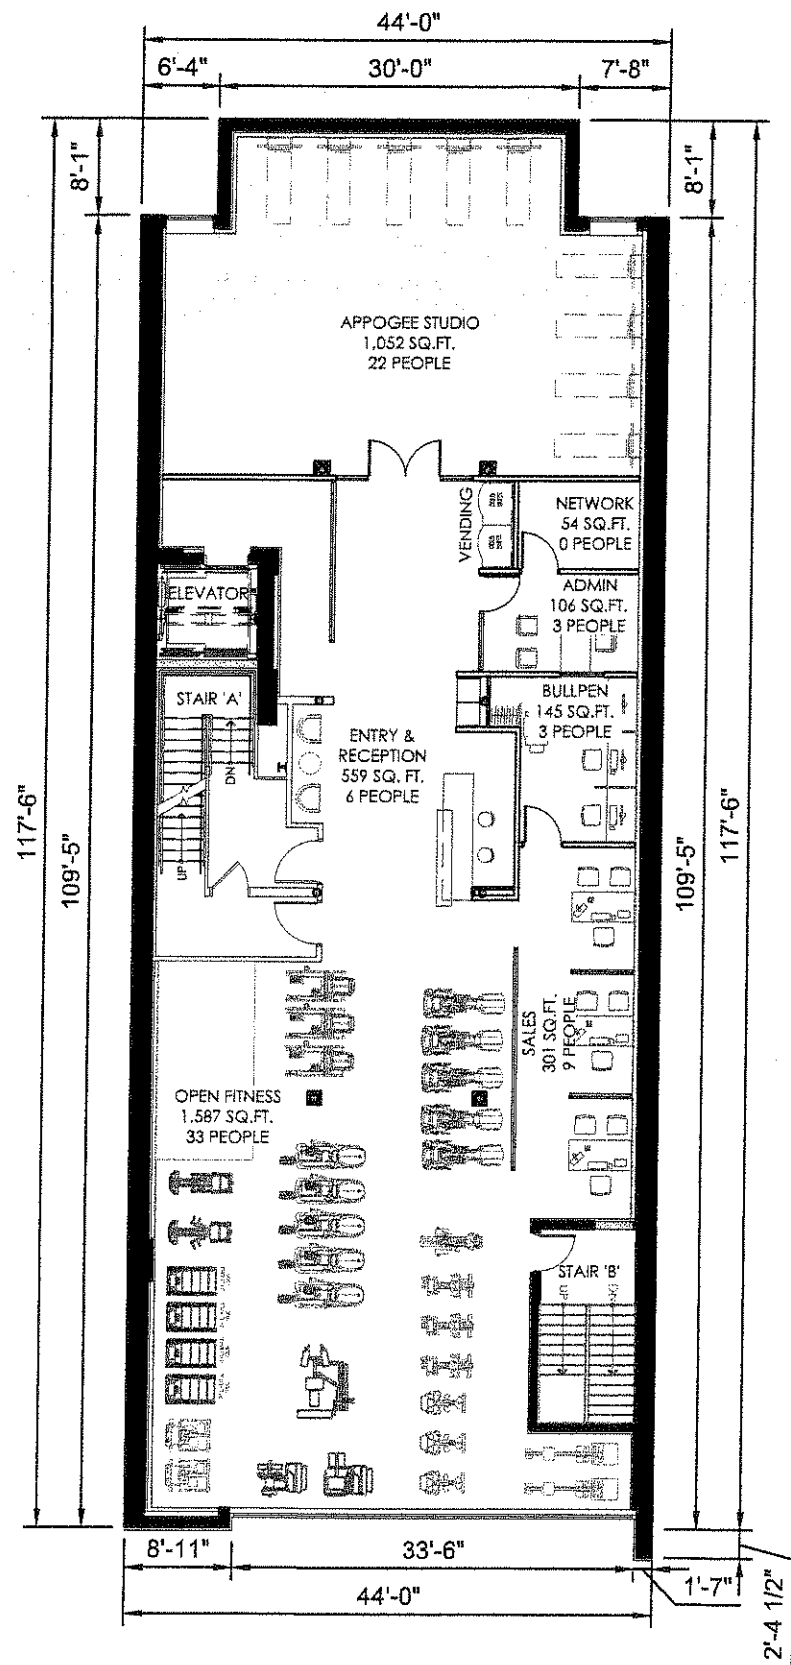 44'-0"
6'-4"
30'-0"
7'-8"
8'-1"
8'-1"
APPOGEE STUDIO
1,052 SQ.FT.
22 PEOPLE
VENDING
NETWORK
54 SQ.FT.
0 PEOPLE
ELEVATOR
ADMIN
106 SQ.FT.
3 PEOPLE
STAIR 'A'
BULLPEN
145 SQ.FT.
3 PEOPLE
ENTRY &
RECEPTION
559 SQ. FT.
6 PEOPLE
DN
UP
117'-6"
109'-5"
109'-5"
117'-6"
SALES
301 SQ.FT.
9 PEOPLE
OPEN FITNESS
1,587 SQ.FT.
33 PEOPLE
STAIR 'B'
UP
8'-11"
33'-6"
1'-7"
44'-0"
2'-4 1/2"